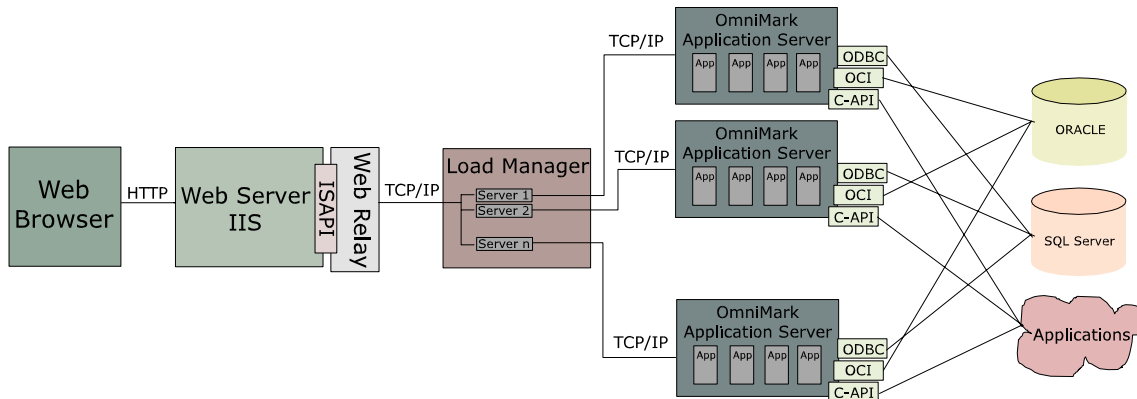 Web
Browser
HTTP
Web Server
IIS
ISAPI
Web Relay
TCP/IP
Load Manager
Server 1
Server 2
Server n
TCP/IP
OmniMark
Application Server
App
App
App
App
ODBC
OCI
C-API
TCP/IP
OmniMark
Application Server
App
App
App
App
ODBC
OCI
C-API
TCP/IP
OmniMark
Application Server
App
App
App
App
ODBC
OCI
C-API
ORACLE
SQL Server
Applications